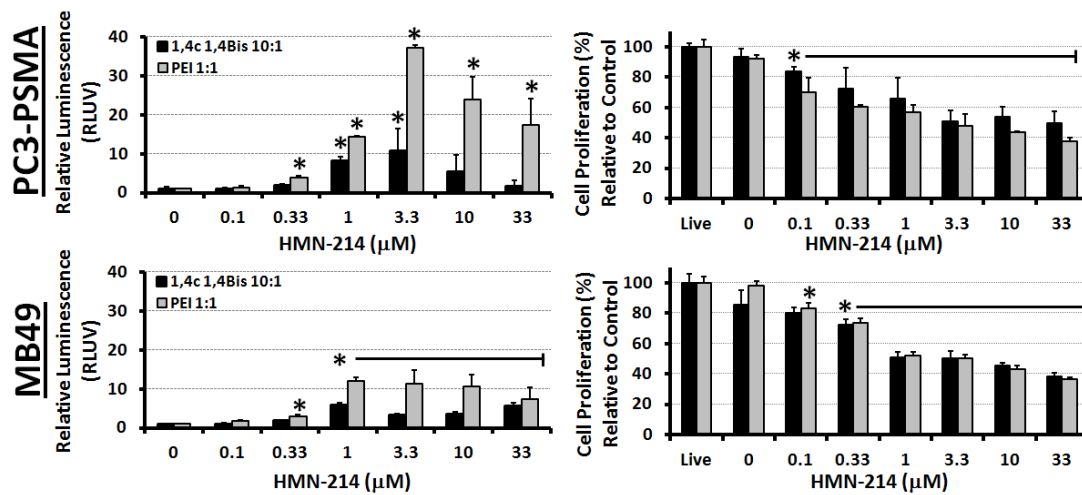 PC3-PSMA
Relative Luminescence
(RLUV)
40
30
20
10
0
1,4c 1,4Bis 10:1
PEI 1:1
* * * * * * *
0 0.1 0.33 1 3.3 10 33
HMN-214 (µM)
Cell Proliferation (%)
Relative to Control
100
80
60
40
20
0
*
Live 0 0.1 0.33 1 3.3 10 33
HMN-214 (µM)
MB49
Relative Luminescence
(RLUV)
40
30
20
10
0
1,4c 1,4Bis 10:1
PEI 1:1
* *
0 0.1 0.33 1 3.3 10 33
HMN-214 (µM)
Cell Proliferation (%)
Relative to Control
100
80
60
40
20
0
* *
Live 0 0.1 0.33 1 3.3 10 33
HMN-214 (µM)